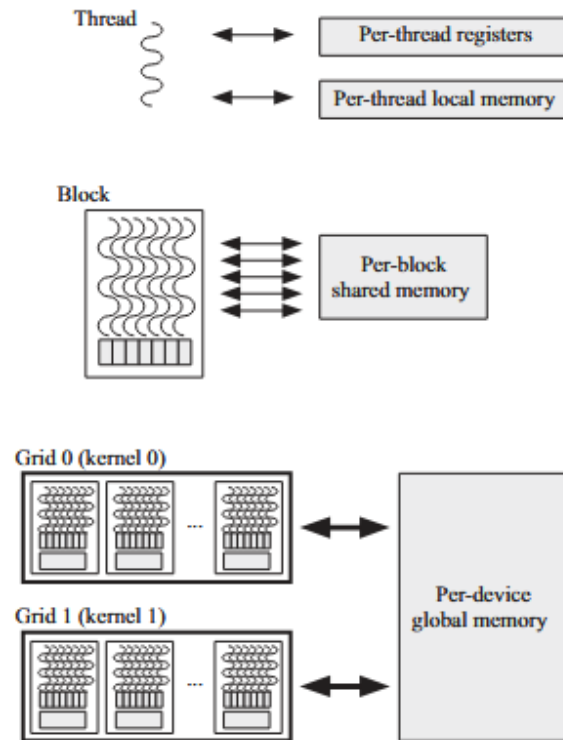 Thread
Per-thread registers
Per-thread local memory
Block
Per-block
shared memory
Grid 0 (kernel 0)
...
Grid 1 (kernel 1)
...
Per-device
global memory